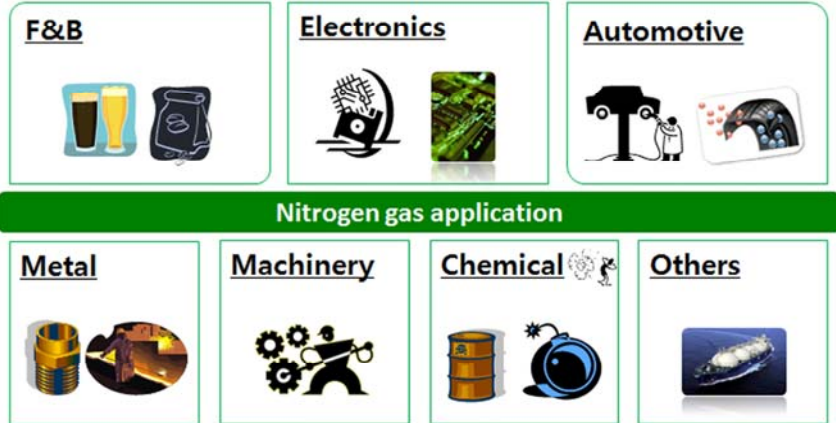 F&B
Electronics
Automotive
Nitrogen gas application
Metal
Machinery
Chemical
Others